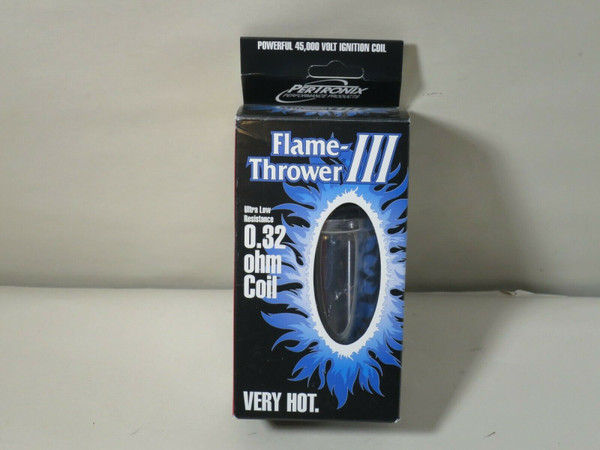 POWERFUL 45,000 VOLT IGNITION COIL
PERTRONIX
PERFORMANCE PRODUCTS
Flame-
Thrower III
Ultra Low
Resistance
0.32
ohm
Coil
VERY HOT.